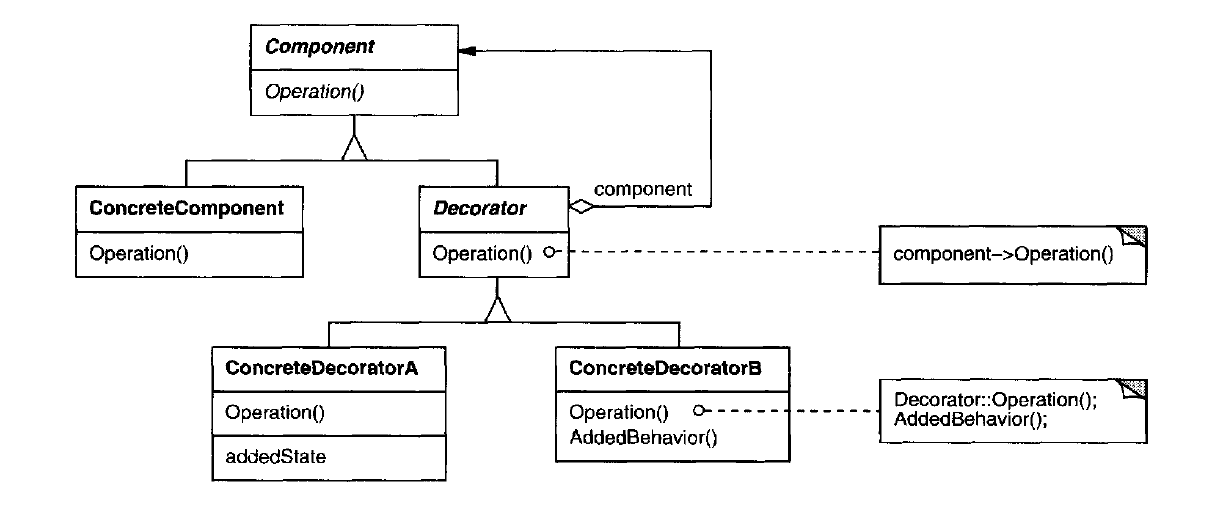 Component
Operation()
component
ConcreteComponent
Operation()
Decorator
Operation()
component->Operation()
ConcreteDecoratorA
Operation()
addedState
ConcreteDecoratorB
Operation()
AddedBehavior()
Decorator::Operation();
AddedBehavior();